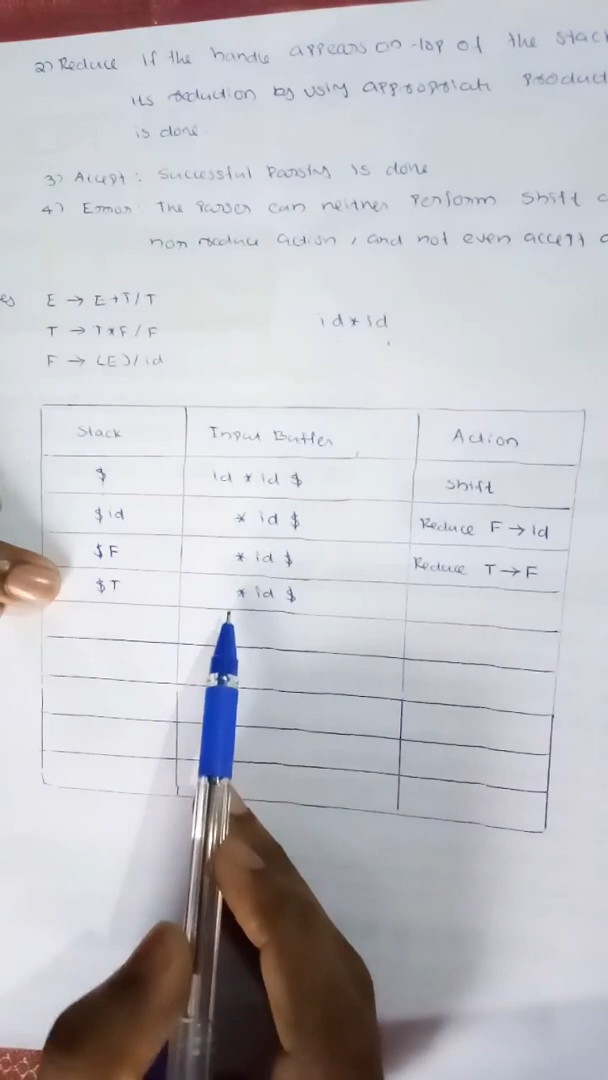 2) Reduce if the handle appears on top of the stack
its reduction by using appropriate product
is done
3) Accept : Successful Parsing is done
4) Error : The Parser can neither perform shift
nor reduce action, and not even accept
E → E+T/T
T → T*F/F
F → (E)/id
id*id
Stack Input Buffer Action
$ id * id $ Shift
$id * id $ Reduce F→id
$F * id $ Reduce T→F
$T * id $